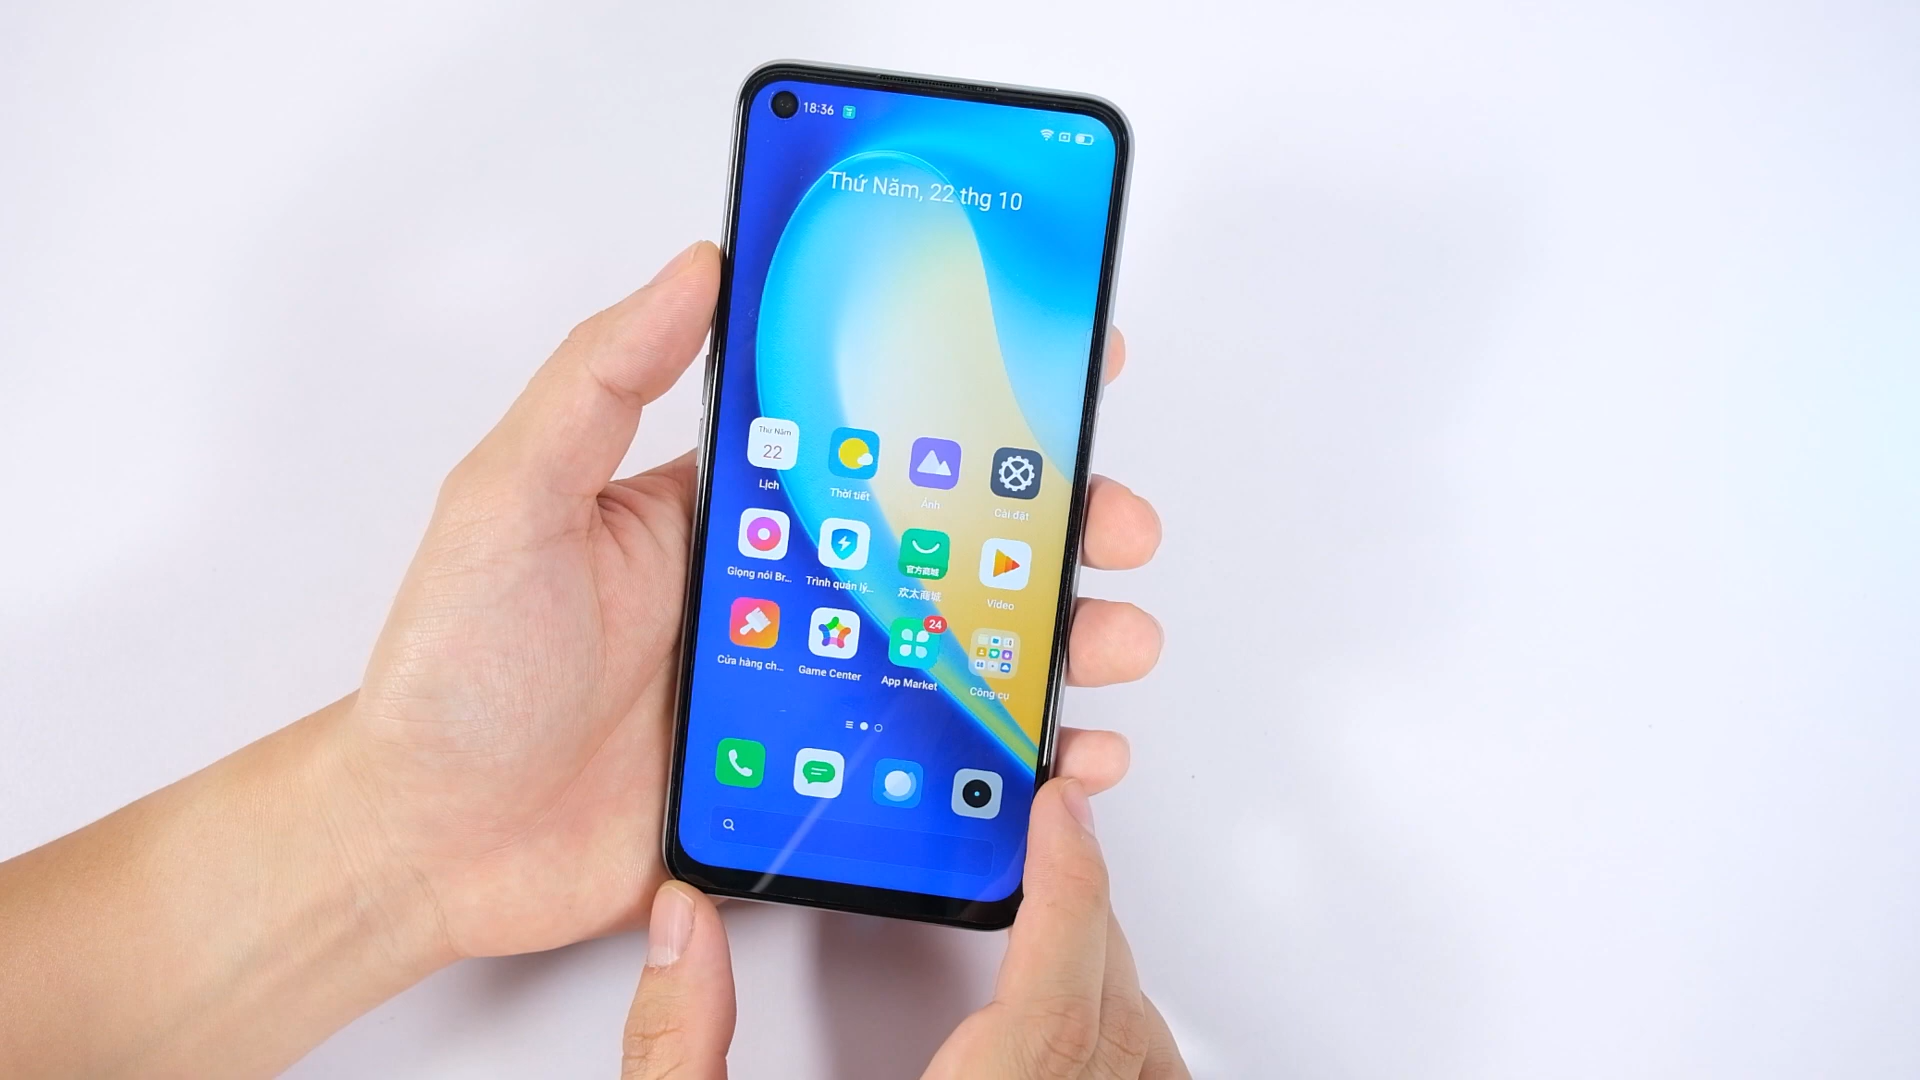 18:36
Thứ Năm, 22 thg 10
Thứ Năm
22
Lịch
Thời tiết
Ảnh
Cài đặt
官方商城
Giọng nói Br...
Trình quản lý...
欢太商城
Video
24
Cửa hàng ch...
Game Center
App Market
Công cụ